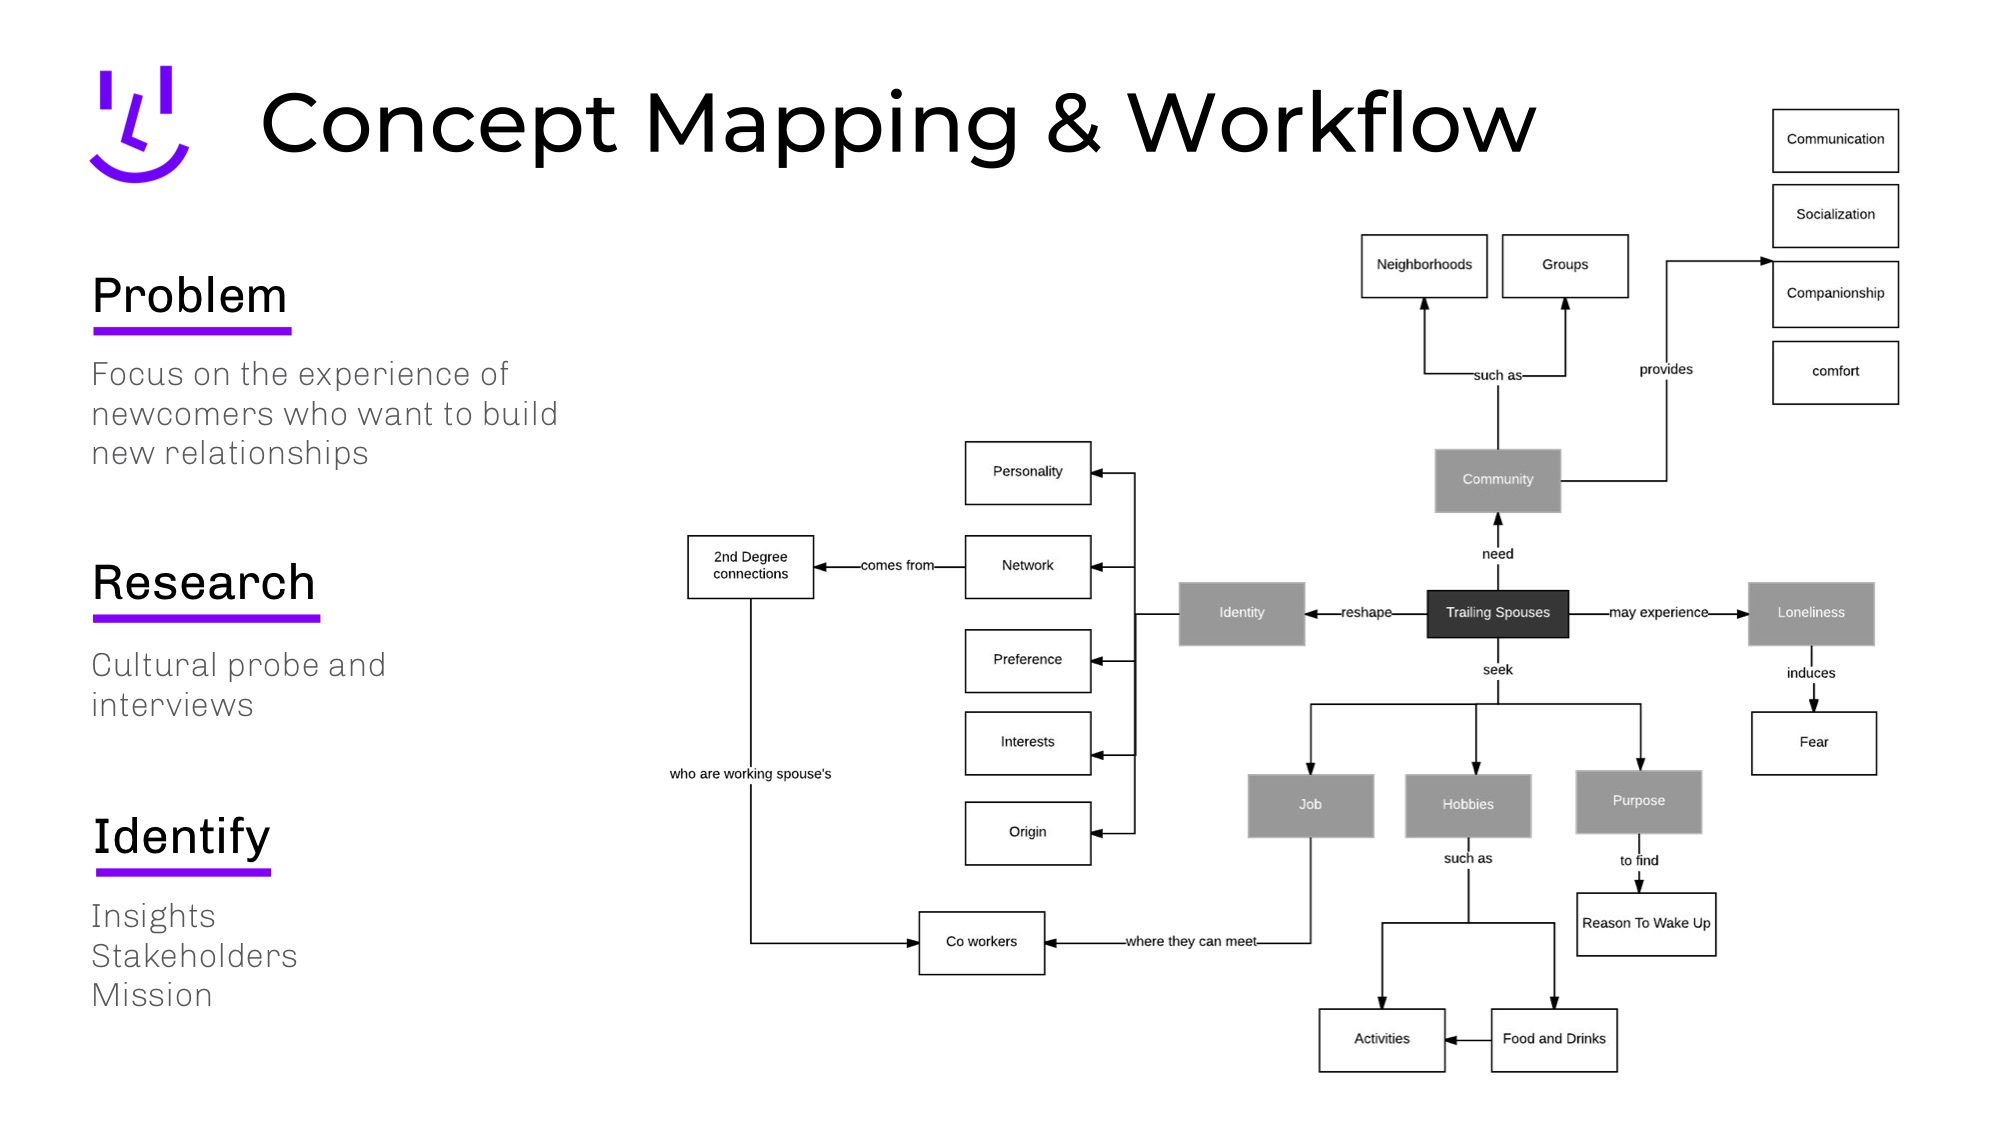 Concept Mapping & Workflow
Problem
Focus on the experience of
newcomers who want to build
new relationships
Research
Cultural probe and
interviews
Identify
Insights
Stakeholders
Mission
Communication
Socialization
Companionship
comfort
Neighborhoods
Groups
such as
provides
Community
need
Personality
2nd Degree
connections
comes from
Network
Identity
reshape
Trailing Spouses
may experience
Loneliness
Preference
seek
induces
Interests
Fear
who are working spouse's
Origin
Job
Hobbies
Purpose
such as
to find
Reason To Wake Up
Co workers
where they can meet
Activities
Food and Drinks